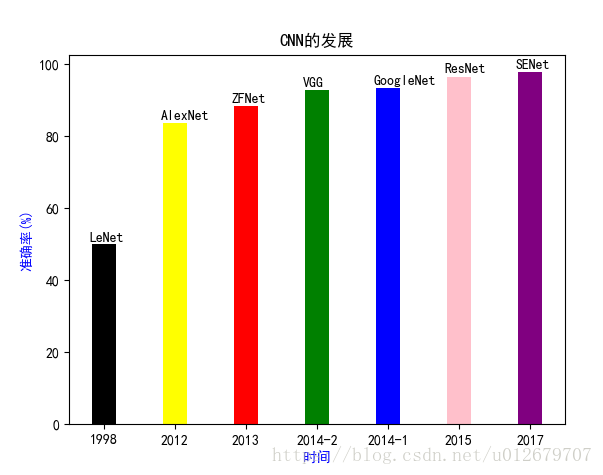 CNN的发展
准确率(%)
100
80
60
40
20
0
LeNet
AlexNet
ZFNet
VGG
GoogleNet
ResNet
SENet
1998
2012
2013
2014-2
2014-1
2015
2017
时间
https://blog.csdn.net/u012679707